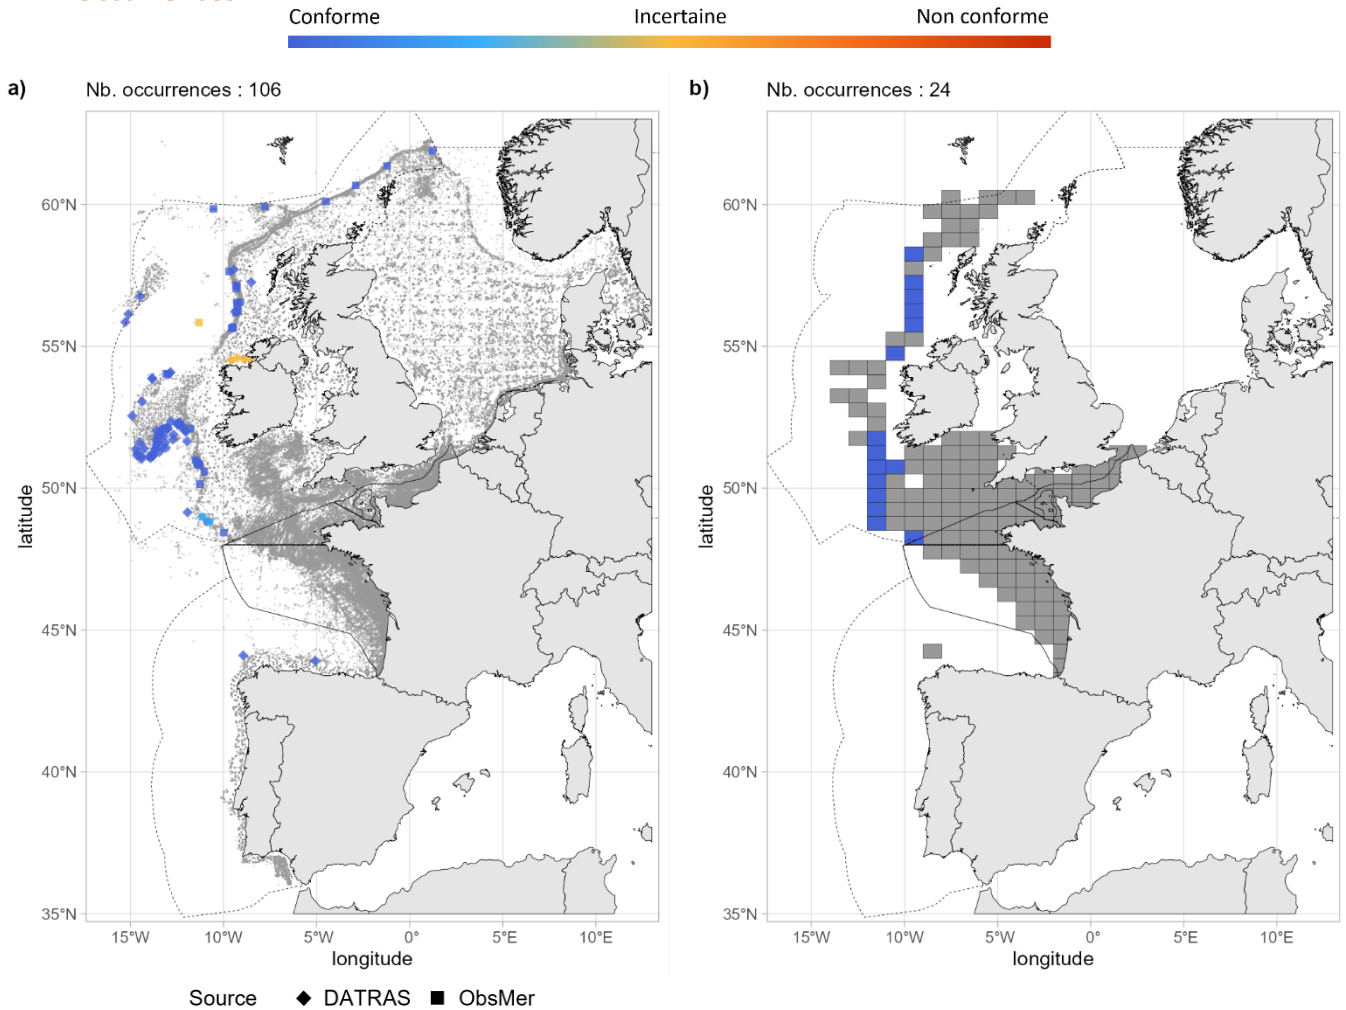 Conforme Incertaine Non conforme
a) Nb. occurrences : 106
b) Nb. occurrences : 24
60°N
55°N
50°N
45°N
40°N
35°N
latitude
15°W 10°W 5°W 0° 5°E 10°E
longitude
60°N
55°N
50°N
45°N
40°N
35°N
latitude
15°W 10°W 5°W 0° 5°E 10°E
longitude
Source DATRAS ObsMer